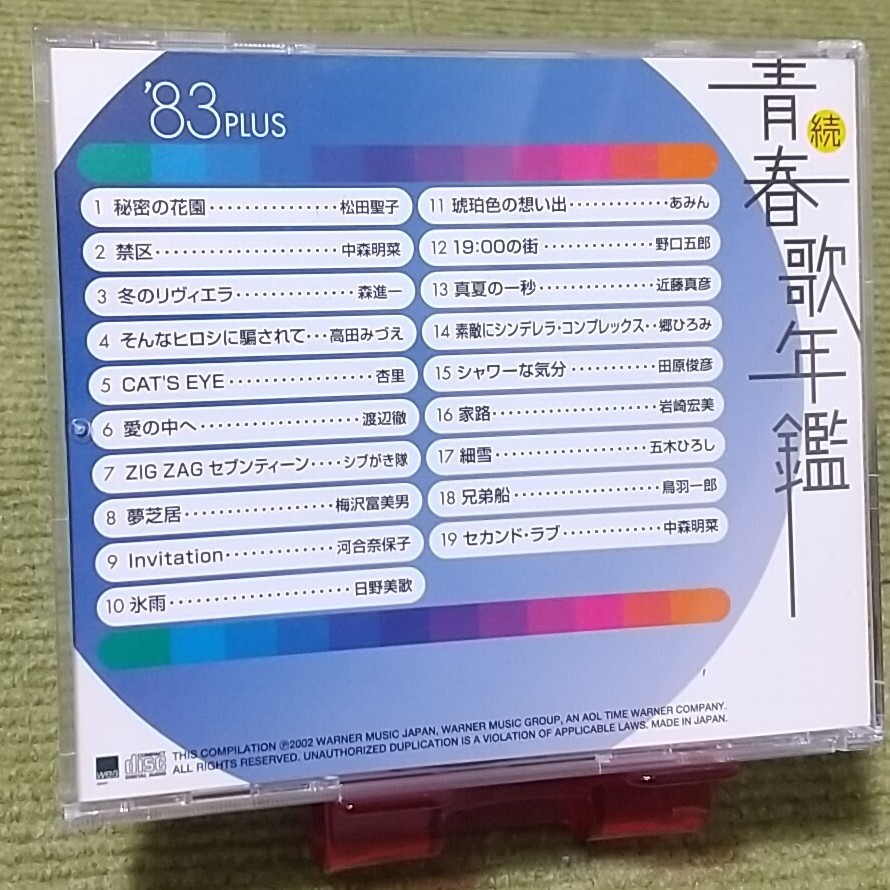 '83 PLUS
1 秘密の花園・・・・・・・・・・・・・・・松田聖子
2 禁区・・・・・・・・・・・・・・・・・・・・中森明菜
3 冬のリヴィエラ・・・・・・・・・・・・・・森進一
4 そんなヒロシに騙されて・・・高田みづえ
5 CAT'S EYE・・・・・・・・・・・・・・・・・杏里
6 愛の中へ・・・・・・・・・・・・・・・・・・・渡辺徹
7 ZIG ZAG セブンティーン・・・・シブがき隊
8 夢芝居・・・・・・・・・・・・・・・・・梅沢富美男
9 Invitation・・・・・・・・・・・・・河合奈保子
10 氷雨・・・・・・・・・・・・・・・・・・・・・日野美歌
11 琥珀色の想い出・・・・・・・・・・・・・あみん
12 19:00の街・・・・・・・・・・・・・・野口五郎
13 真夏の一秒・・・・・・・・・・・・・・近藤真彦
14 素敵にシンデレラ・コンプレックス・・郷ひろみ
15 シャワーな気分・・・・・・・・・・・田原俊彦
16 家路・・・・・・・・・・・・・・・・・・・・・岩崎宏美
17 細雪・・・・・・・・・・・・・・・・・・・五木ひろし
18 兄弟船・・・・・・・・・・・・・・・・・・鳥羽一郎
19 セカンド・ラブ・・・・・・・・・・・・中森明菜
続
青春歌年鑑
wea
COMPACT
disc
DIGITAL AUDIO
THIS COMPILATION ℗2002 WARNER MUSIC JAPAN, WARNER MUSIC GROUP, AN AOL TIME WARNER COMPANY.
ALL RIGHTS RESERVED. UNAUTHORIZED DUPLICATION IS A VIOLATION OF APPLICABLE LAWS. MADE IN JAPAN.